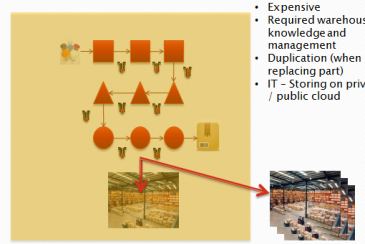 • Expensive
• Required warehous
knowledge and
management
• Duplication (when
replacing part)
• IT – Storing on priv
/ public cloud